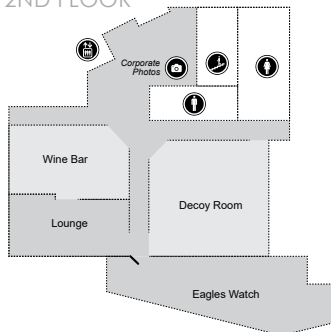 2ND FLOOR
Corporate
Photos
Wine Bar
Decoy Room
Lounge
Eagles Watch